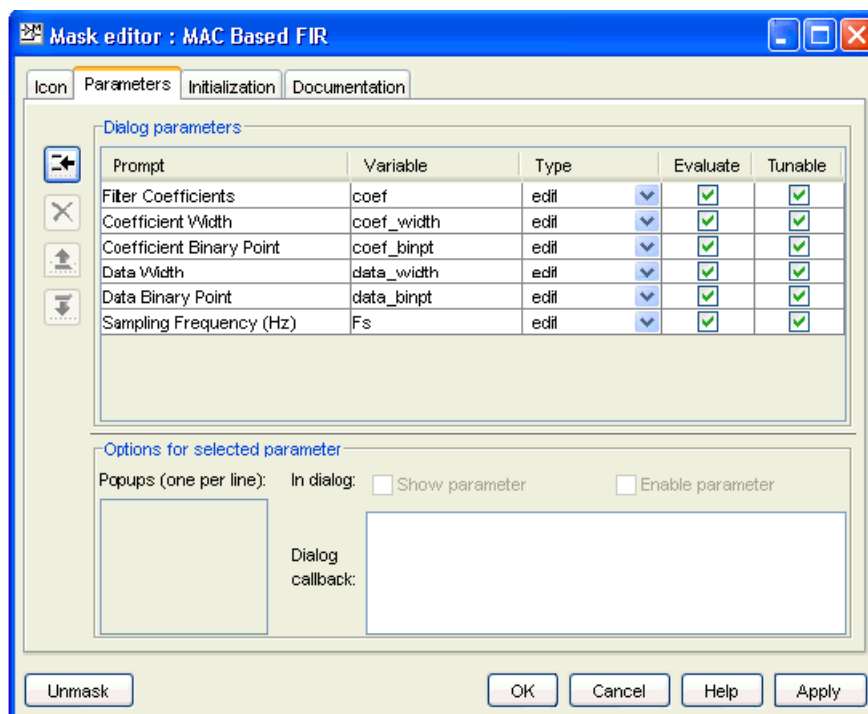 Mask editor : MAC Based FIR
Icon Parameters Initialization Documentation
Dialog parameters
Prompt Variable Type Evaluate Tunable
Filter Coefficients coef edit
Coefficient Width coef_width edit
Coefficient Binary Point coef_binpt edit
Data Width data_width edit
Data Binary Point data_binpt edit
Sampling Frequency (Hz) Fs edit
Options for selected parameter
Popups (one per line): In dialog: Show parameter Enable parameter
Dialog
callback:
Unmask OK Cancel Help Apply